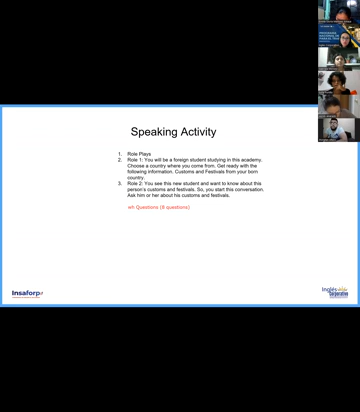 Speaking Activity
1. Role Plays
2. Role 1: You will be a foreign student studying in this academy.
Choose a country where you come from. Get ready with the
following information. Customs and Festivals from your born
country.
3. Role 2: You see this new student and want to know about this
person's customs and festivals. So, you start this conversation.
Ask him or her about his customs and festivals.
wh Questions (8 questions)
Insaforp
Inglés
Corporativo